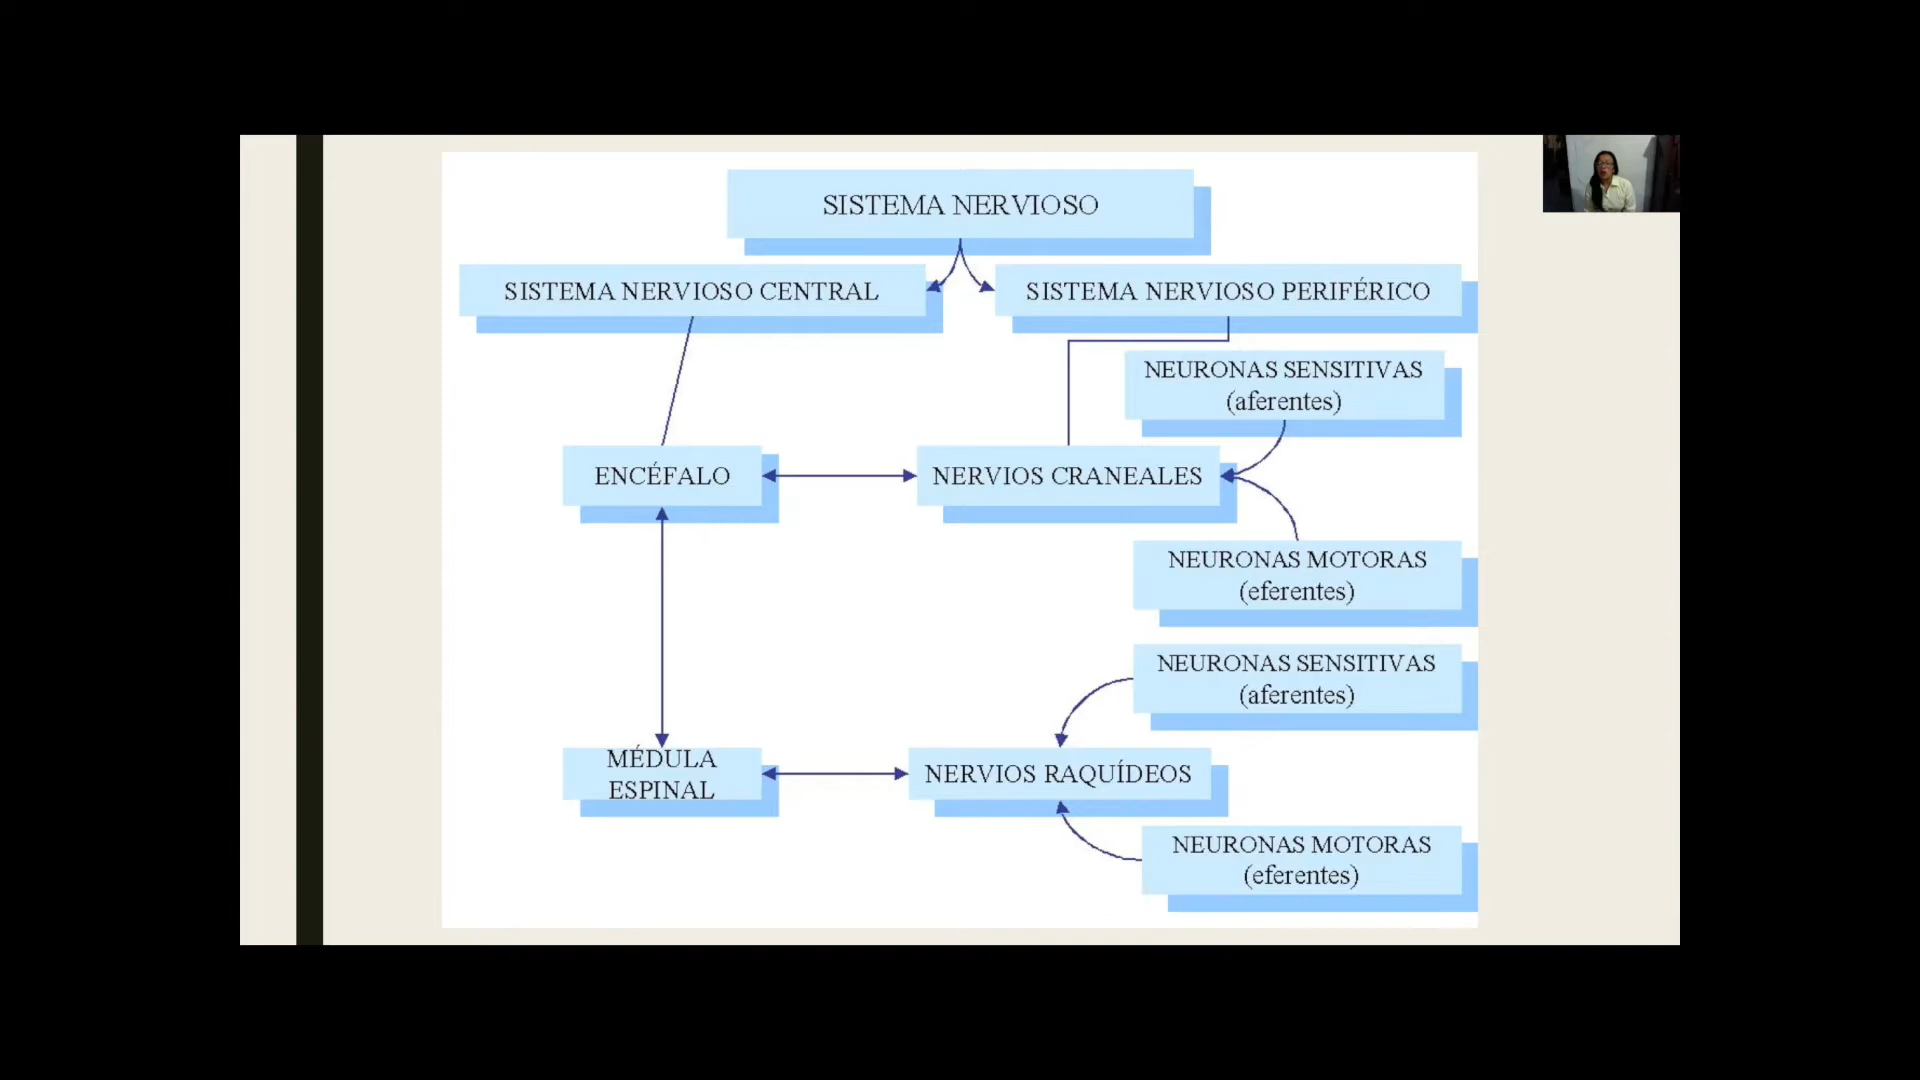 SISTEMA NERVIOSO
SISTEMA NERVIOSO CENTRAL
SISTEMA NERVIOSO PERIFÉRICO
NEURONAS SENSITIVAS
(aferentes)
ENCÉFALO
NERVIOS CRANEALES
NEURONAS MOTORAS
(eferentes)
NEURONAS SENSITIVAS
(aferentes)
MÉDULA
ESPINAL
NERVIOS RAQUÍDEOS
NEURONAS MOTORAS
(eferentes)